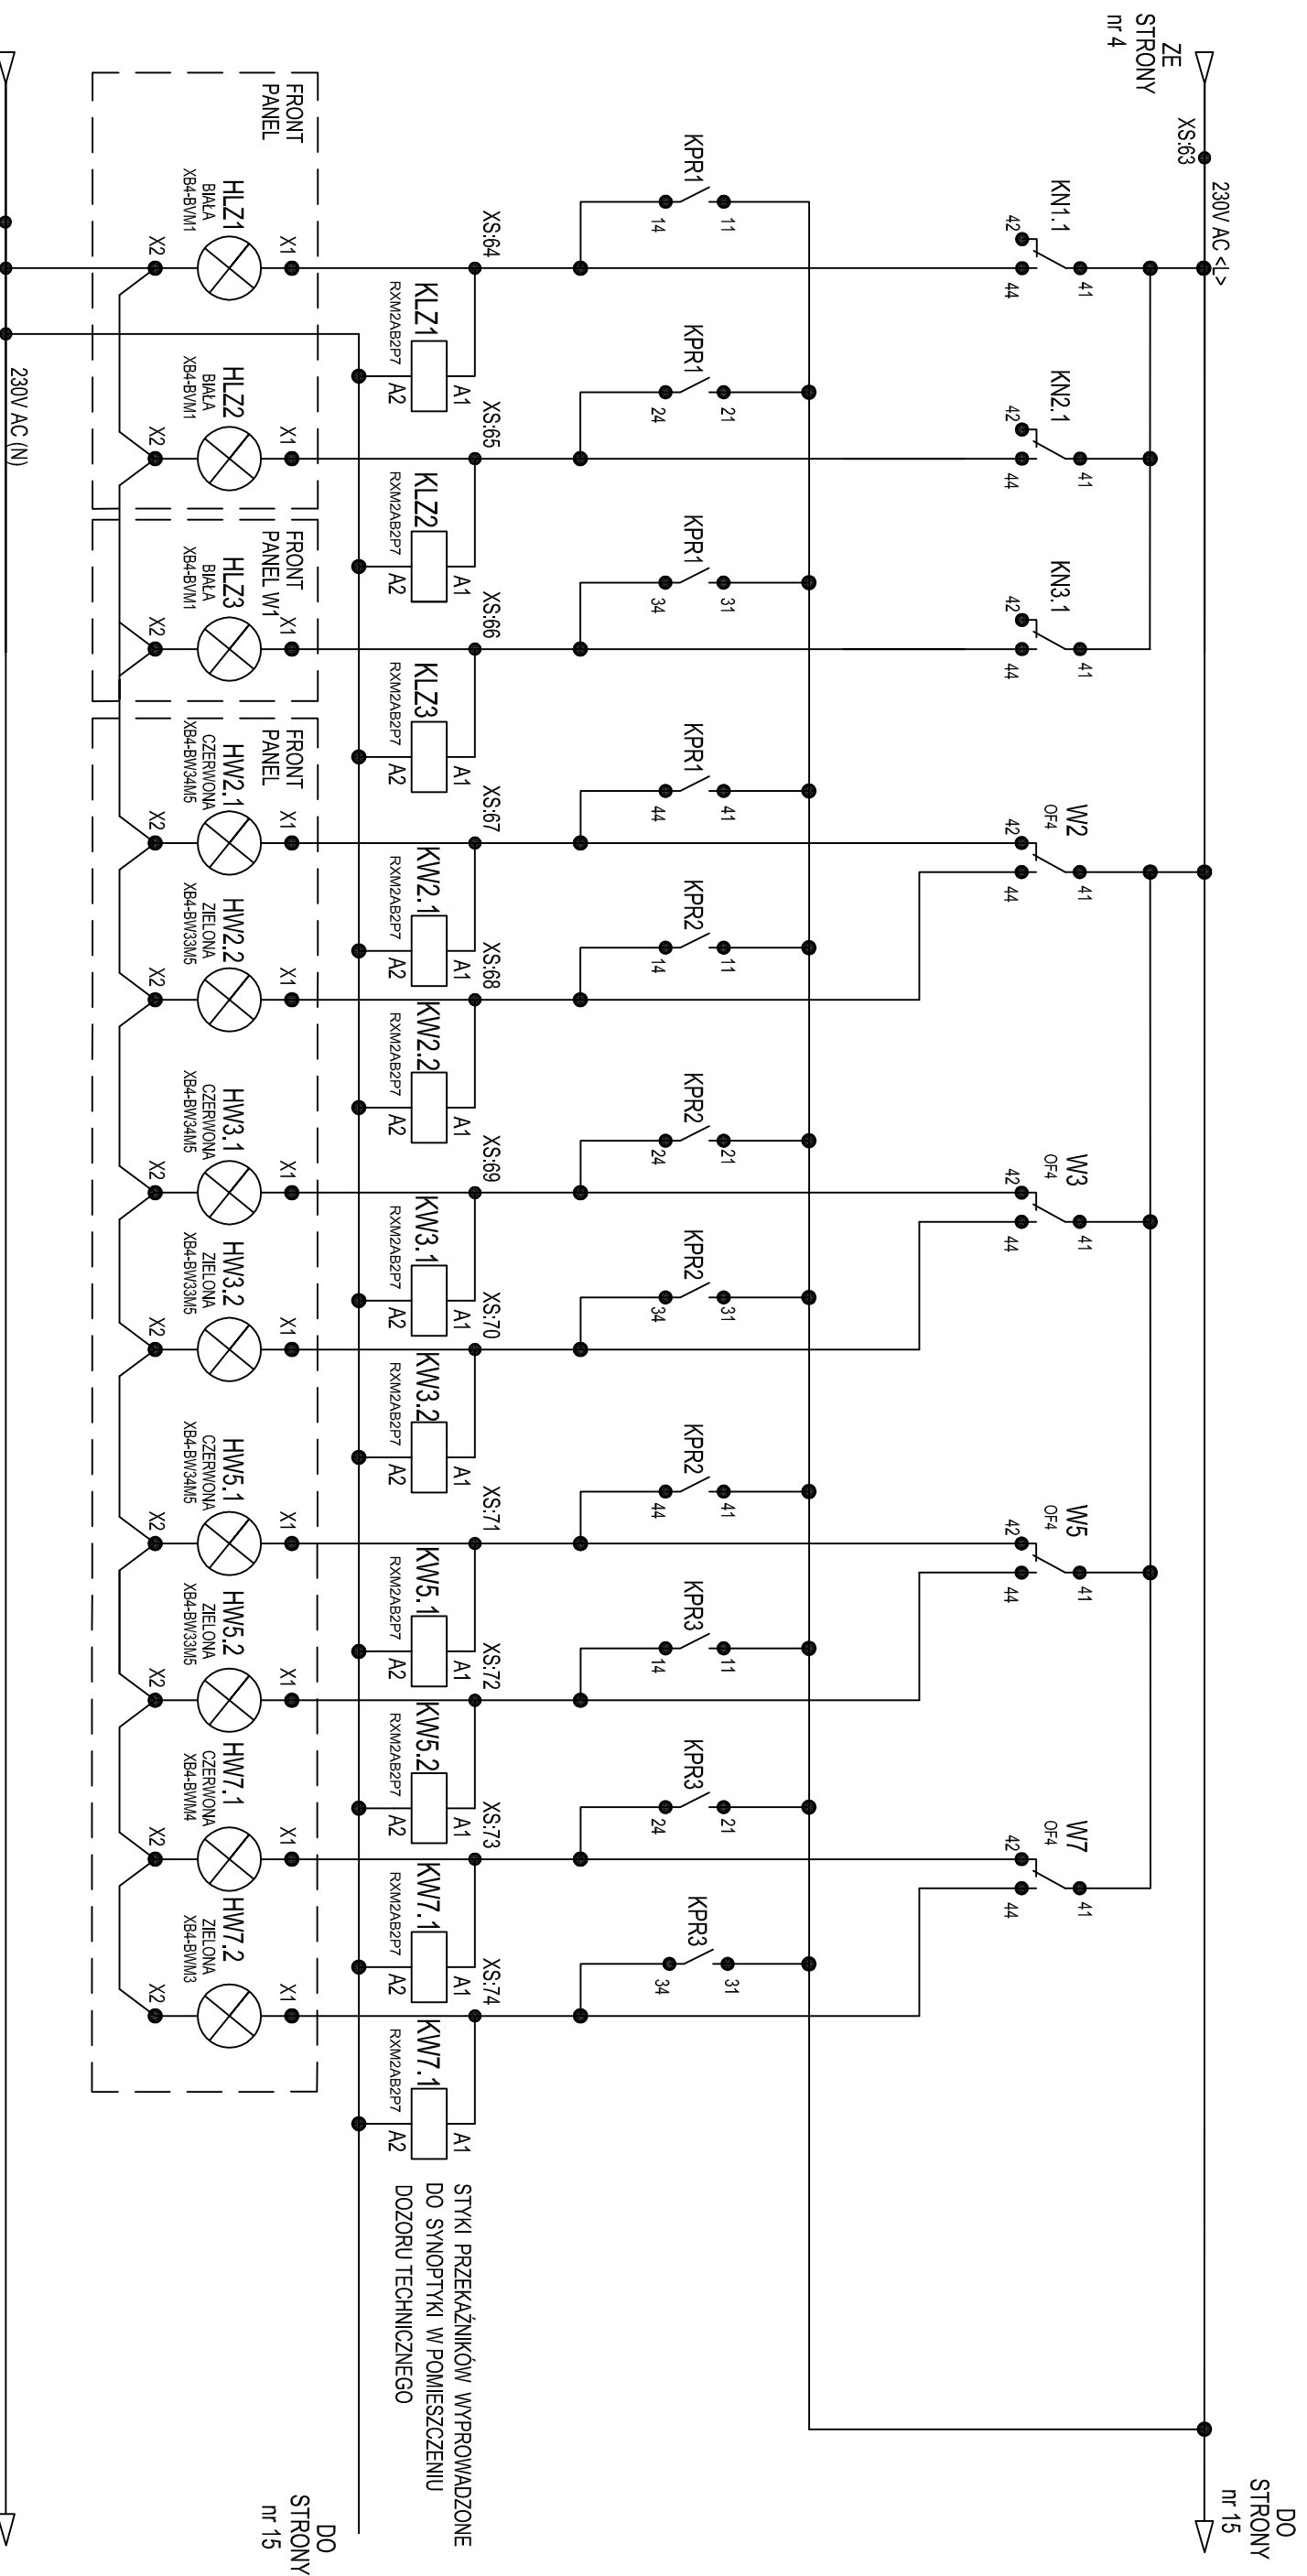 ZE
STRONY
nr 4
XS:63
230V AC <L>
DO
STRONY
nr 15
KN1.1
41
42
44
KN2.1
41
42
44
KN3.1
41
42
44
W2
OF4
41
42
44
W3
OF4
41
42
44
W5
OF4
41
42
44
W7
OF4
41
42
44
KPR1
11
14
KPR1
21
24
KPR1
31
34
KPR1
41
44
KPR2
11
14
KPR2
21
24
KPR2
31
34
KPR2
41
44
KPR3
11
14
KPR3
21
24
KPR3
31
34
XS:64
XS:65
XS:66
XS:67
XS:68
XS:69
XS:70
XS:71
XS:72
XS:73
XS:74
KLZ1
RXM2AB2P7
A1
A2
KLZ2
RXM2AB2P7
A1
A2
KLZ3
RXM2AB2P7
A1
A2
KW2.1
RXM2AB2P7
A1
A2
KW2.2
RXM2AB2P7
A1
A2
KW3.1
RXM2AB2P7
A1
A2
KW3.2
RXM2AB2P7
A1
A2
KW5.1
RXM2AB2P7
A1
A2
KW5.2
RXM2AB2P7
A1
A2
KW7.1
RXM2AB2P7
A1
A2
KW7.1
RXM2AB2P7
A1
A2
STYKI PRZEKAŹNIKÓW WYPROWADZONE
DO SYNOPTYKI W POMIESZCZENIU
DOZORU TECHNICZNEGO
DO
STRONY
nr 15
FRONT
PANEL
HLZ1
BIAŁA
XB4-BVM1
X1
X2
HLZ2
BIAŁA
XB4-BVM1
X1
X2
FRONT
PANEL W1
HLZ3
BIAŁA
XB4-BVM1
X1
X2
FRONT
PANEL
HW2.1
CZERWONA
XB4-BW34M5
X1
X2
HW2.2
ZIELONA
XB4-BW33M5
X1
X2
HW3.1
CZERWONA
XB4-BW34M5
X1
X2
HW3.2
ZIELONA
XB4-BW33M5
X1
X2
HW5.1
CZERWONA
XB4-BW34M5
X1
X2
HW5.2
ZIELONA
XB4-BW33M5
X1
X2
HW7.1
CZERWONA
XB4-BWM4
X1
X2
HW7.2
ZIELONA
XB4-BWM3
X1
X2
230V AC (N)